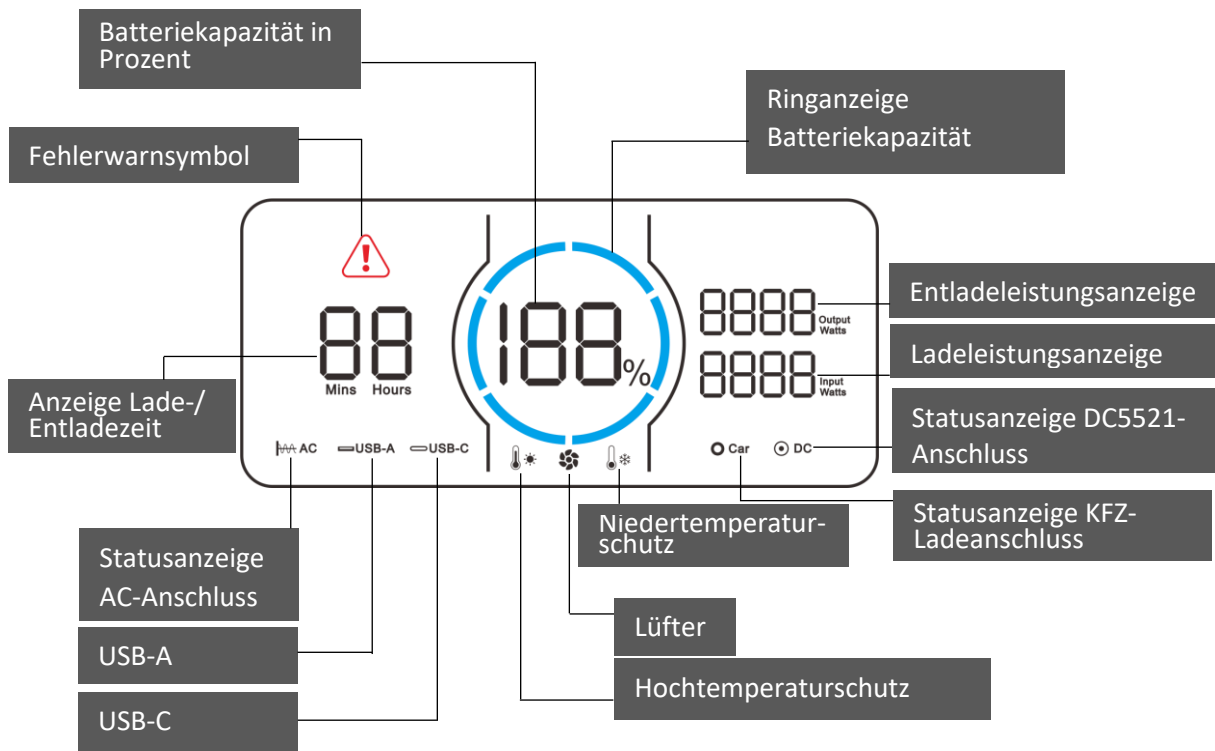 Batteriekapazität in
Prozent
Ringanzeige
Batteriekapazität
Fehlerwarnsymbol
188%
88
Mins Hours
8888
Output
Watts
8888
Input
Watts
Entladeleistungsanzeige
Ladeleistungsanzeige
Anzeige Lade-/
Entladezeit
Statusanzeige DC5521-
Anschluss
AC USB-A USB-C
Car DC
Niedertemperatur-
schutz
Statusanzeige KFZ-
Ladeanschluss
Statusanzeige
AC-Anschluss
Lüfter
USB-A
Hochtemperaturschutz
USB-C